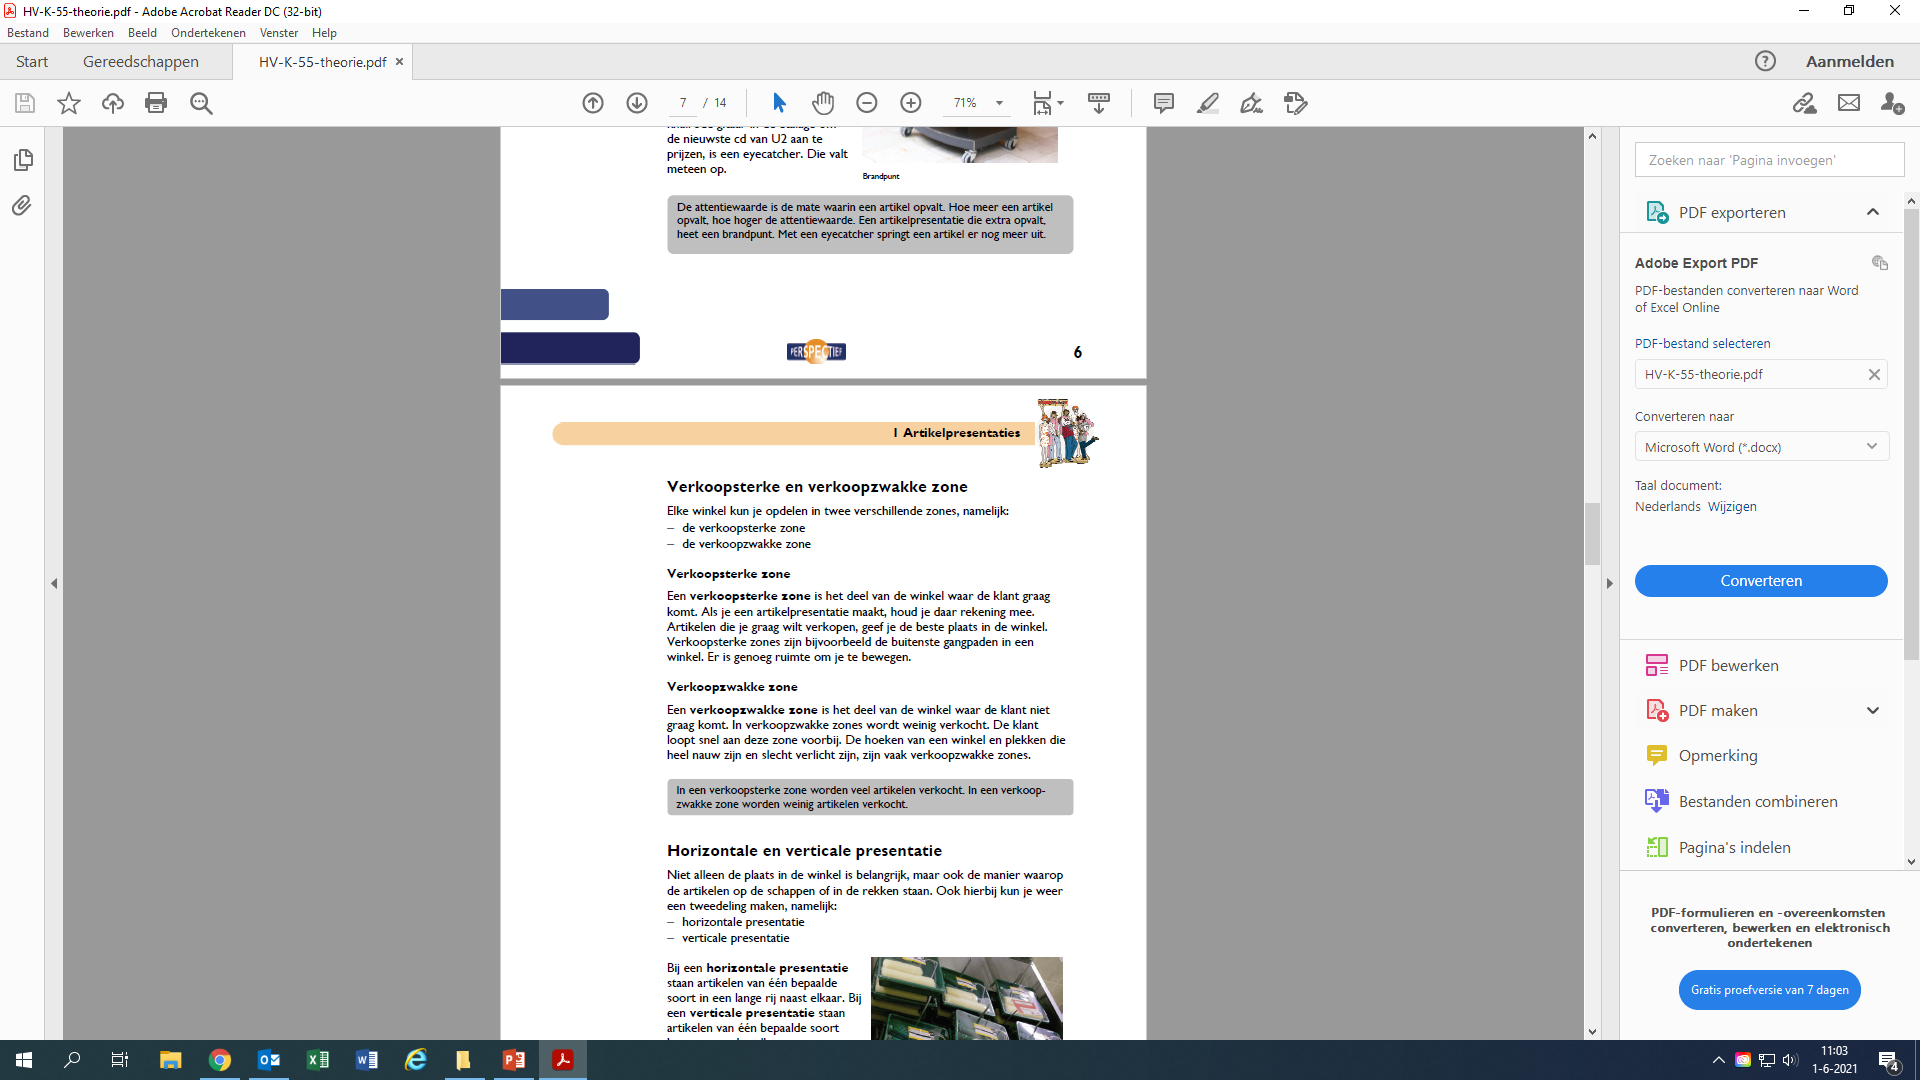 HV-K-55-theorie.pdf - Adobe Acrobat Reader DC (32-bit)
Bestand Bewerken Beeld Ondertekenen Venster Help
Start Gereedschappen HV-K-55-theorie.pdf Aanmelden
7 / 14 71%
de nieuwste cd van U2 aan te
prijzen, is een eyecatcher. Die valt
meteen op.
Brandpunt
De attentiewaarde is de mate waarin een artikel opvalt. Hoe meer een artikel
opvalt, hoe hoger de attentiewaarde. Een artikelpresentatie die extra opvalt,
heet een brandpunt. Met een eyecatcher springt een artikel er nog meer uit.
PERSPECTIEF
6
1 Artikelpresentaties
Verkoopsterke en verkoopzwakke zone
Elke winkel kun je opdelen in twee verschillende zones, namelijk:
– de verkoopsterke zone
– de verkoopzwakke zone
Verkoopsterke zone
Een verkoopsterke zone is het deel van de winkel waar de klant graag
komt. Als je een artikelpresentatie maakt, houd je daar rekening mee.
Artikelen die je graag wilt verkopen, geef je de beste plaats in de winkel.
Verkoopsterke zones zijn bijvoorbeeld de buitenste gangpaden in een
winkel. Er is genoeg ruimte om je te bewegen.
Verkoopzwakke zone
Een verkoopzwakke zone is het deel van de winkel waar de klant niet
graag komt. In verkoopzwakke zones wordt weinig verkocht. De klant
loopt snel aan deze zone voorbij. De hoeken van een winkel en plekken die
heel nauw zijn en slecht verlicht zijn, zijn vaak verkoopzwakke zones.
In een verkoopsterke zone worden veel artikelen verkocht. In een verkoop-
zwakke zone worden weinig artikelen verkocht.
Horizontale en verticale presentatie
Niet alleen de plaats in de winkel is belangrijk, maar ook de manier waarop
de artikelen op de schappen of in de rekken staan. Ook hierbij kun je weer
een tweedeling maken, namelijk:
– horizontale presentatie
– verticale presentatie
Bij een horizontale presentatie
staan artikelen van één bepaalde
soort in een lange rij naast elkaar. Bij
een verticale presentatie staan
artikelen van één bepaalde soort
Zoeken naar 'Pagina invoegen'
PDF exporteren
Adobe Export PDF
PDF-bestanden converteren naar Word
of Excel Online
PDF-bestand selecteren
HV-K-55-theorie.pdf
Converteren naar
Microsoft Word (*.docx)
Taal document:
Nederlands Wijzigen
Converteren
PDF bewerken
PDF maken
Opmerking
Bestanden combineren
Pagina's indelen
PDF-formulieren en -overeenkomsten
converteren, bewerken en elektronisch
ondertekenen
Gratis proefversie van 7 dagen
11:03
1-6-2021
4